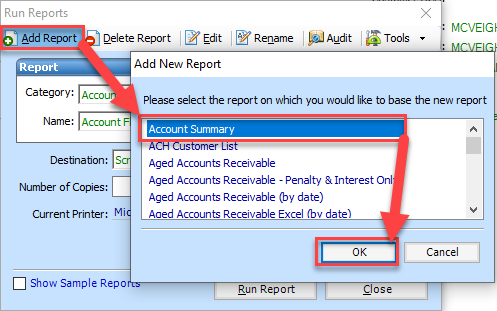 Run Reports
Add Report Delete Report Edit Rename Audit Tools
: MCVEIGH
MCVEIGH
Report
Category: Account
Name: Account F
Destination: Scr
Number of Copies:
Current Printer: Mic
Show Sample Reports
Run Report Close
Add New Report
Please select the report on which you would like to base the new report
Account Summary
ACH Customer List
Aged Accounts Receivable
Aged Accounts Receivable - Penalty & Interest Only
Aged Accounts Receivable (by date)
Aged Accounts Receivable Excel (by date)
OK Cancel